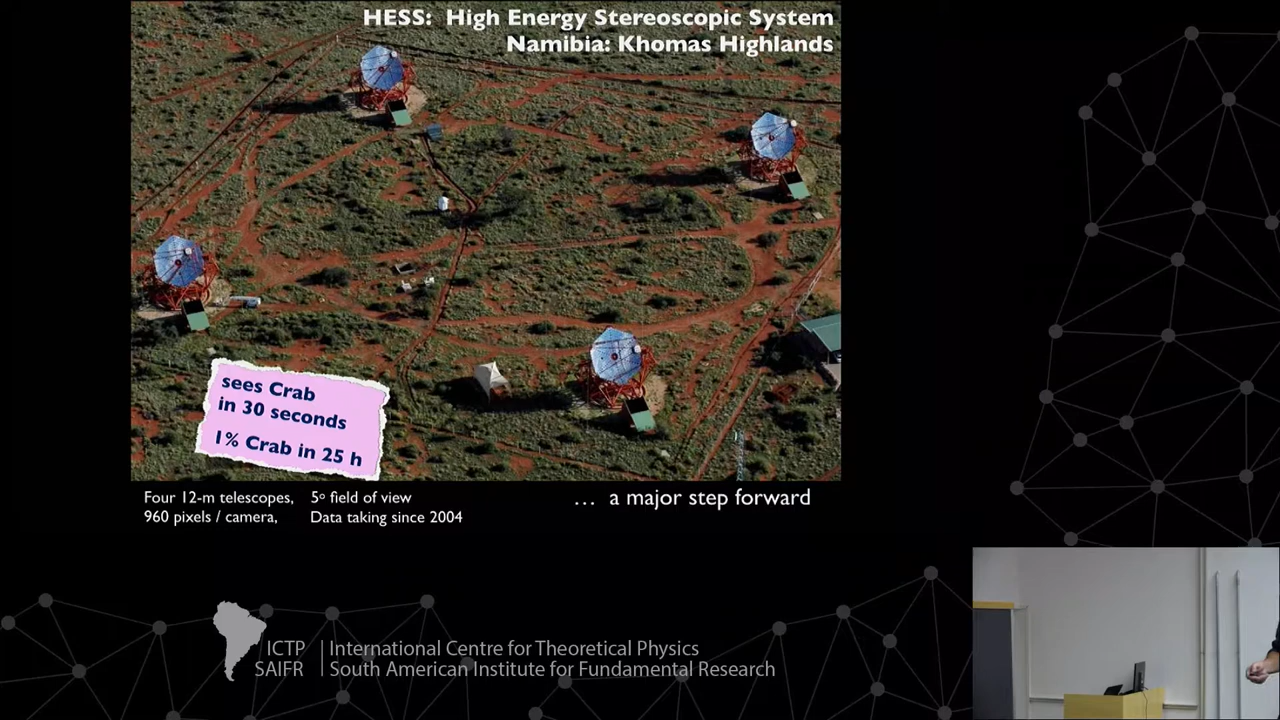 HESS: High Energy Stereoscopic System
Namibia: Khomas Highlands
sees Crab
in 30 seconds
1% Crab in 25 h
Four 12-m telescopes, 5º field of view
960 pixels / camera, Data taking since 2004
... a major step forward
ICTP International Centre for Theoretical Physics
SAIFR South American Institute for Fundamental Research